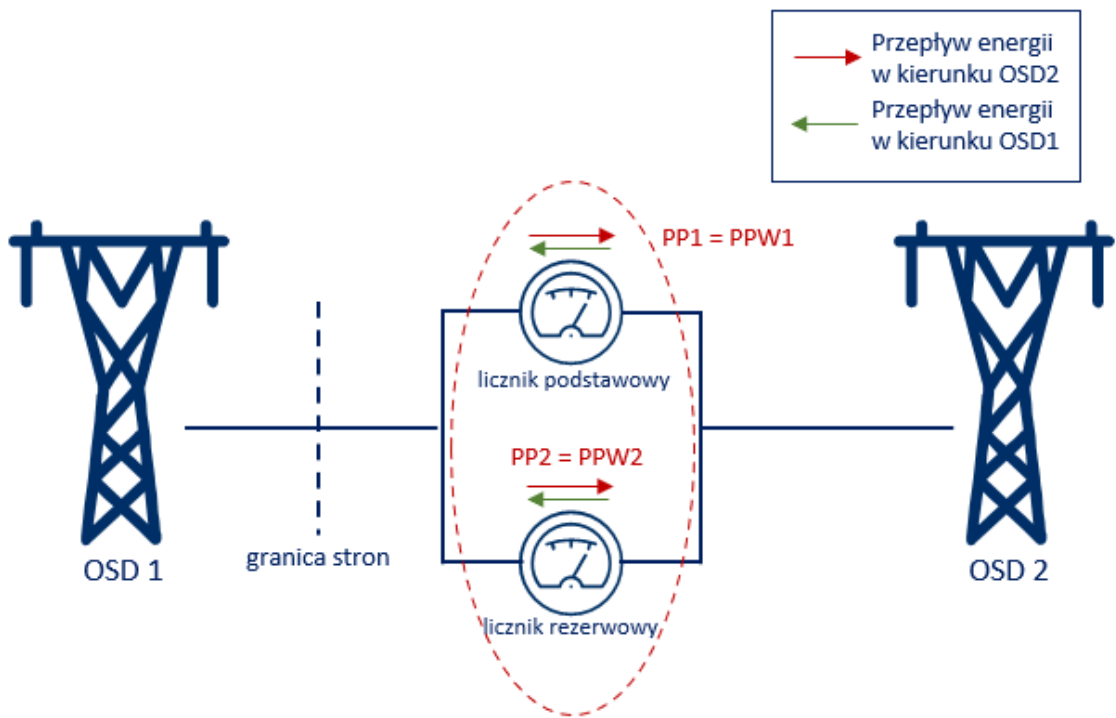 Przepływ energii
w kierunku OSD2
Przepływ energii
w kierunku OSD1
PP1 = PPW1
licznik podstawowy
PP2 = PPW2
granica stron
OSD 1
OSD 2
licznik rezerwowy